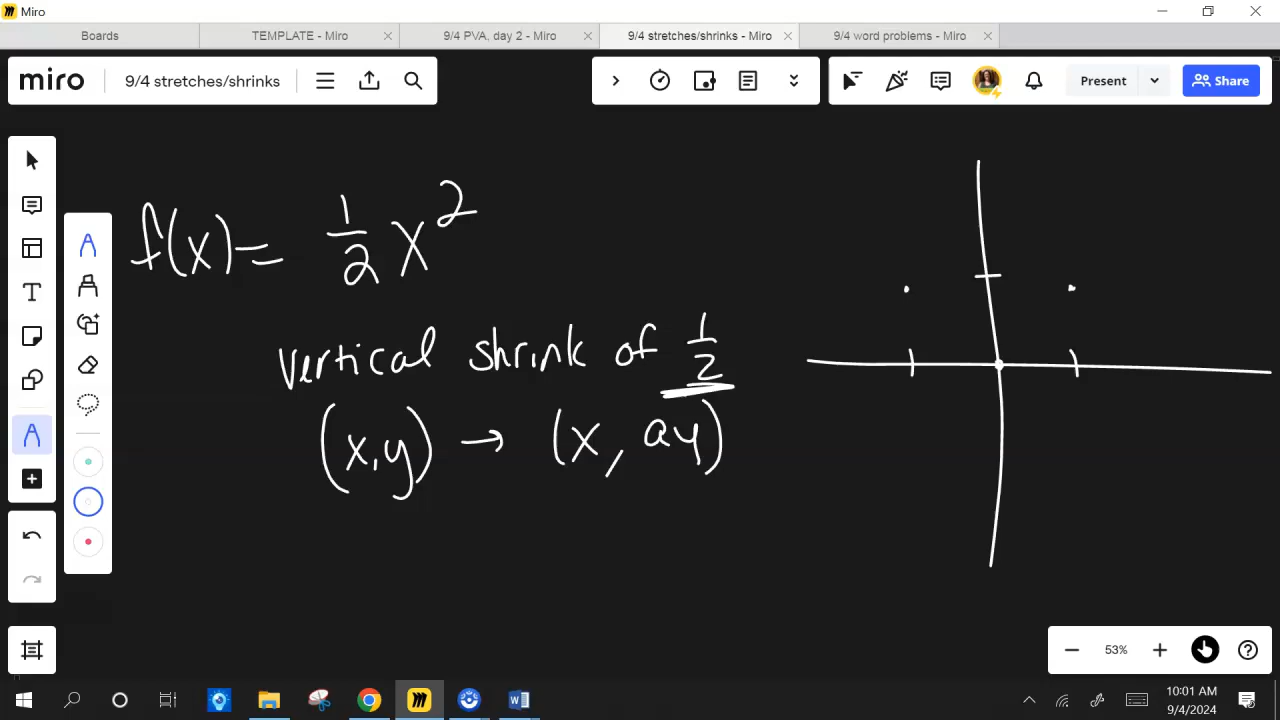 Miro
Boards
TEMPLATE - Miro
9/4 PVA, day 2 - Miro
9/4 stretches/shrinks - Miro
9/4 word problems - Miro
miro
9/4 stretches/shrinks
Present
Share
f(x) = 1/2 x²
vertical shrink of 1/2
(x,y) → (x, ay)
53%
10:01 AM
9/4/2024